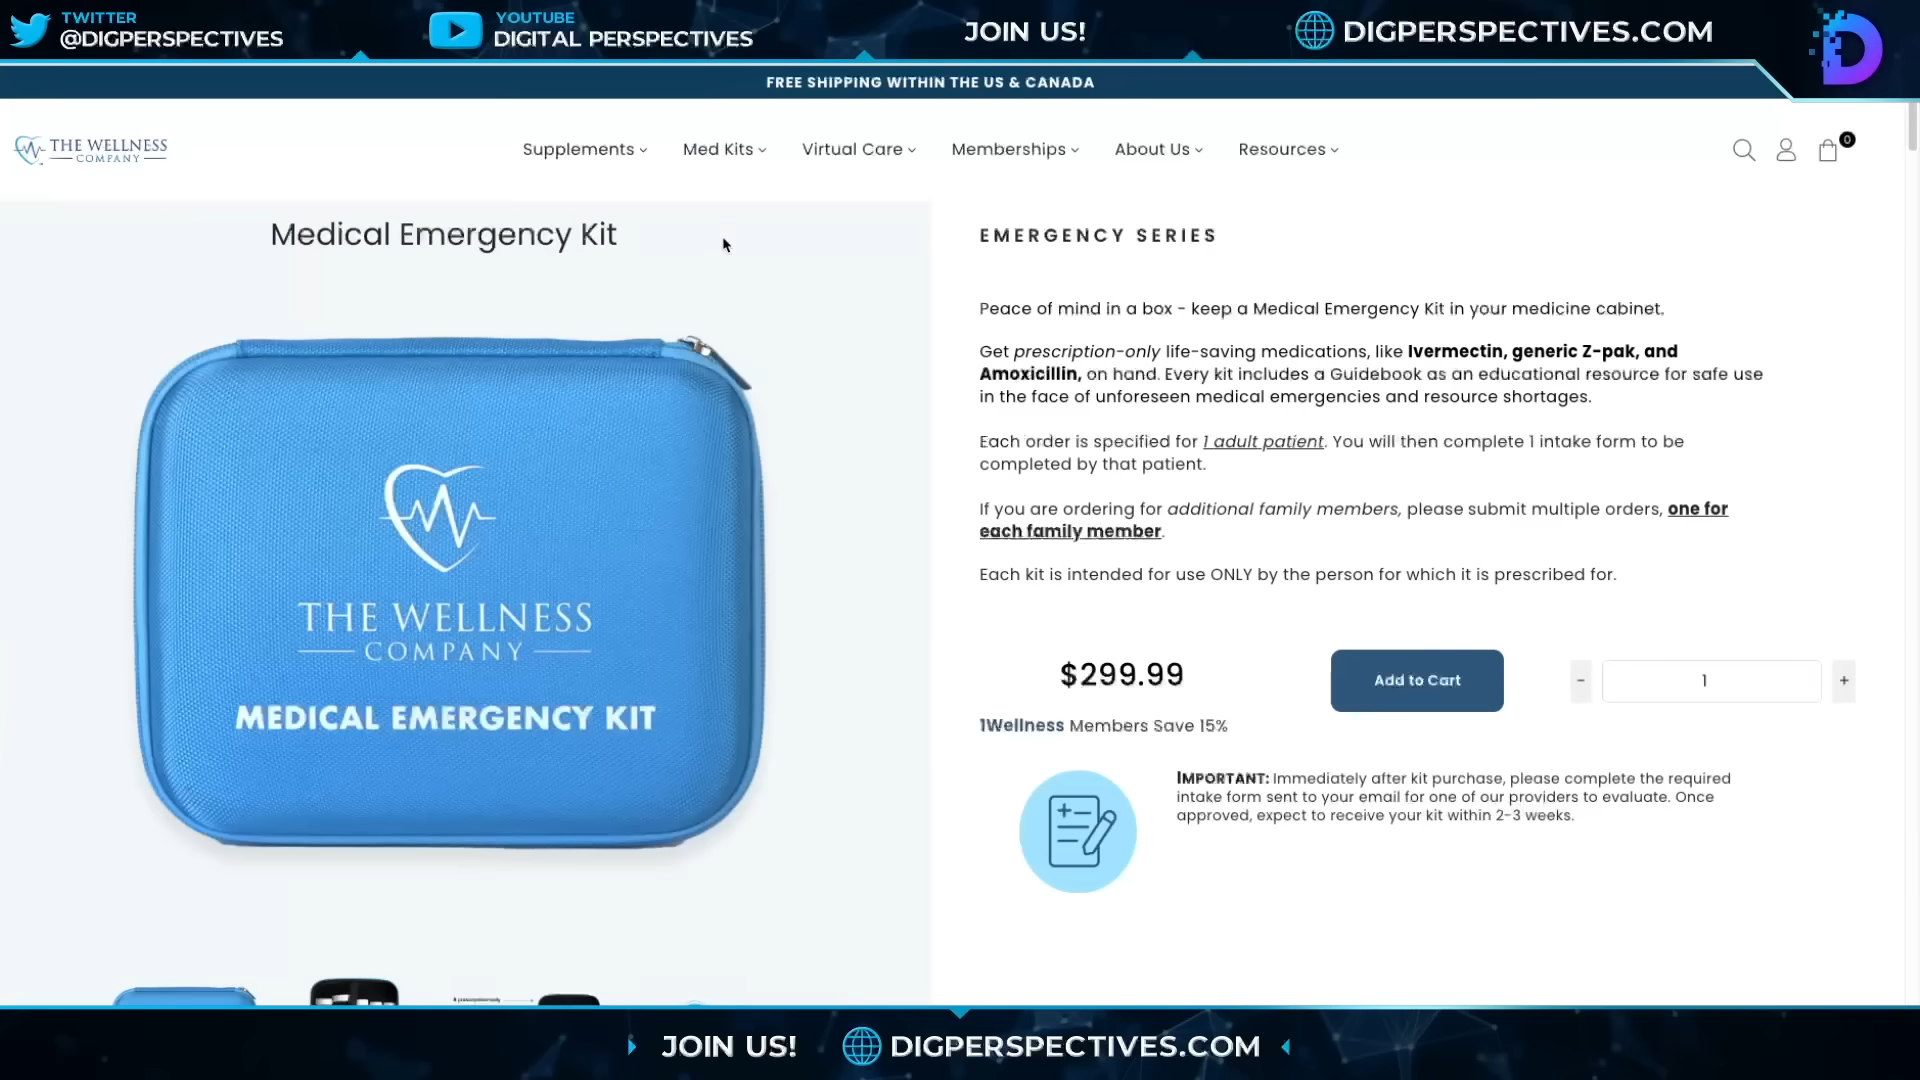 TWITTER
@DIGPERSPECTIVES
YOUTUBE
DIGITAL PERSPECTIVES
JOIN US!
DIGPERSPECTIVES.COM
FREE SHIPPING WITHIN THE US & CANADA
THE WELLNESS
COMPANY
Supplements
Med Kits
Virtual Care
Memberships
About Us
Resources
0
Medical Emergency Kit
THE WELLNESS
COMPANY
MEDICAL EMERGENCY KIT
EMERGENCY SERIES
Peace of mind in a box - keep a Medical Emergency Kit in your medicine cabinet.
Get prescription-only life-saving medications, like Ivermectin, generic Z-pak, and
Amoxicillin, on hand. Every kit includes a Guidebook as an educational resource for safe use
in the face of unforeseen medical emergencies and resource shortages.
Each order is specified for 1 adult patient. You will then complete 1 intake form to be
completed by that patient.
If you are ordering for additional family members, please submit multiple orders, one for
each family member.
Each kit is intended for use ONLY by the person for which it is prescribed for.
$299.99
Add to Cart
-
1
+
1Wellness Members Save 15%
IMPORTANT: Immediately after kit purchase, please complete the required
intake form sent to your email for one of our providers to evaluate. Once
approved, expect to receive your kit within 2-3 weeks.
JOIN US!
DIGPERSPECTIVES.COM